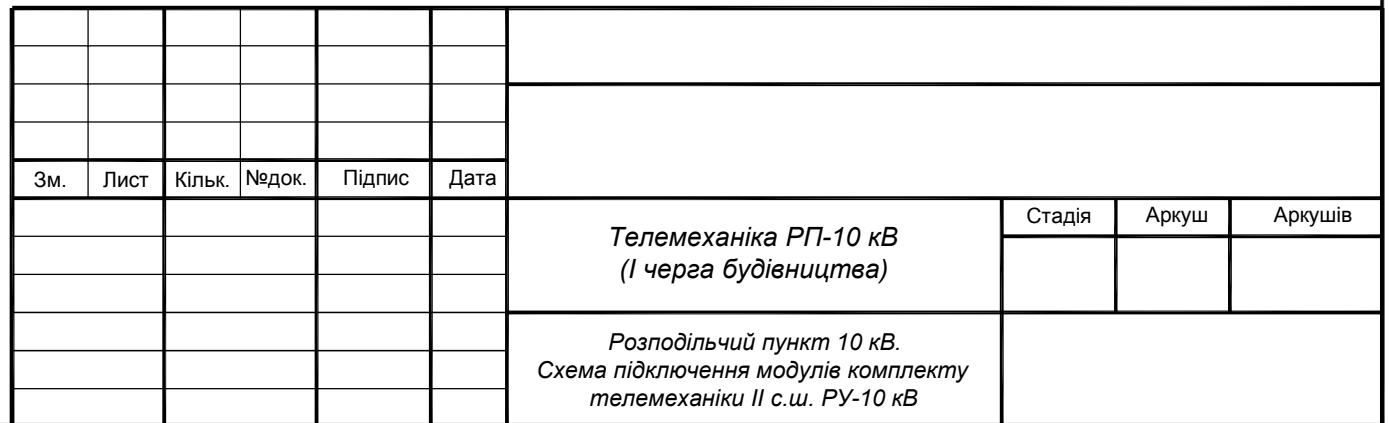 Зм. Лист Кільк. №док. Підпис Дата
Телемеханіка РП-10 кВ
(І черга будівництва)
Стадія Аркуш Аркушів
Розподільчий пункт 10 кВ.
Схема підключення модулів комплекту
телемеханіки ІІ с.ш. РУ-10 кВ